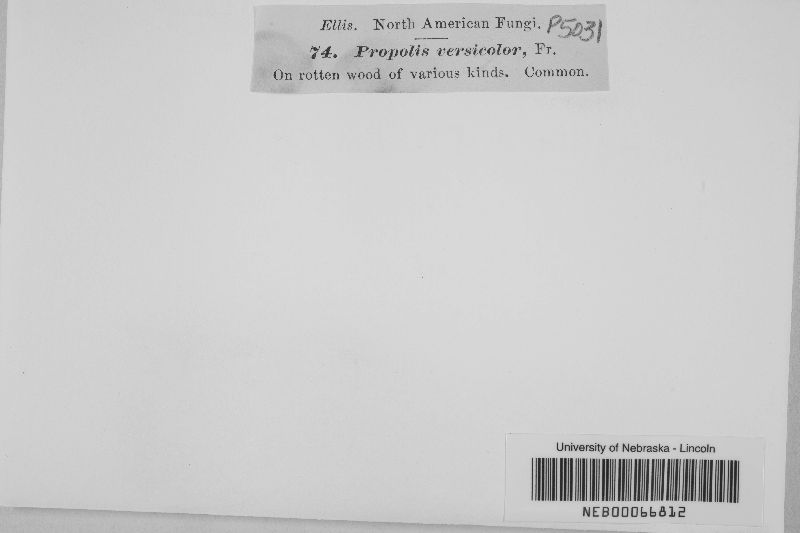 Ellis. North American Fungi. P5031
74. Propolis versicolor, Fr.
On rotten wood of various kinds. Common.
University of Nebraska - Lincoln
NEB00066812